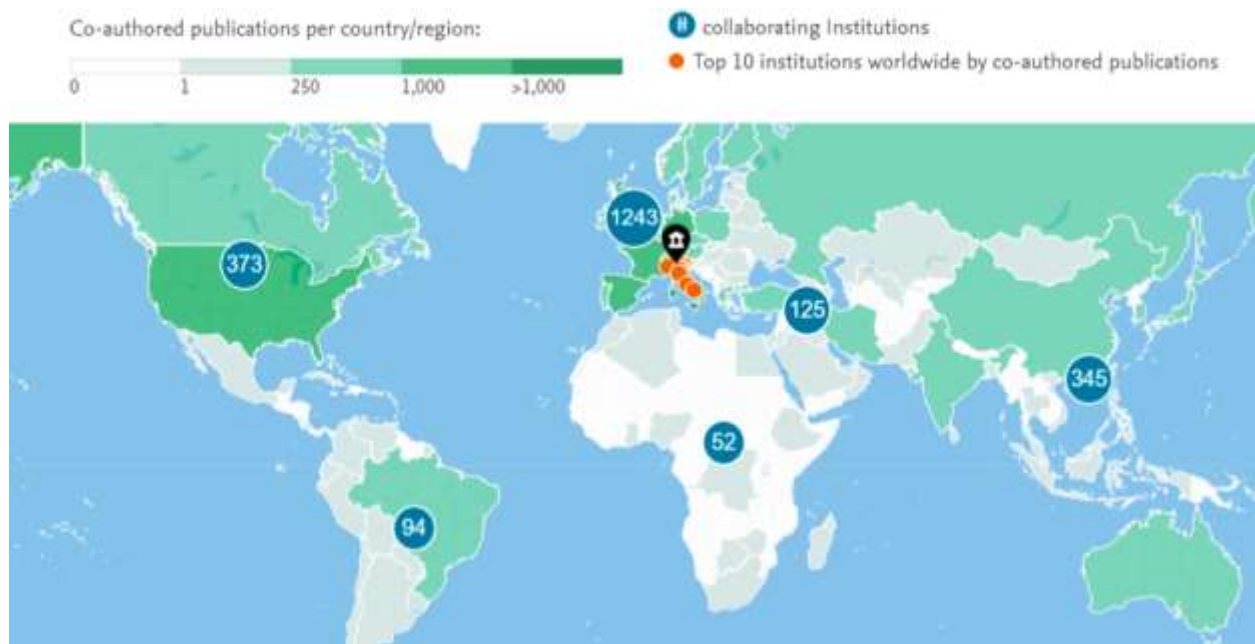 Co-authored publications per country/region:
0 1 250 1,000 >1,000
collaborating Institutions
Top 10 institutions worldwide by co-authored publications
1243
373
125
345
52
94